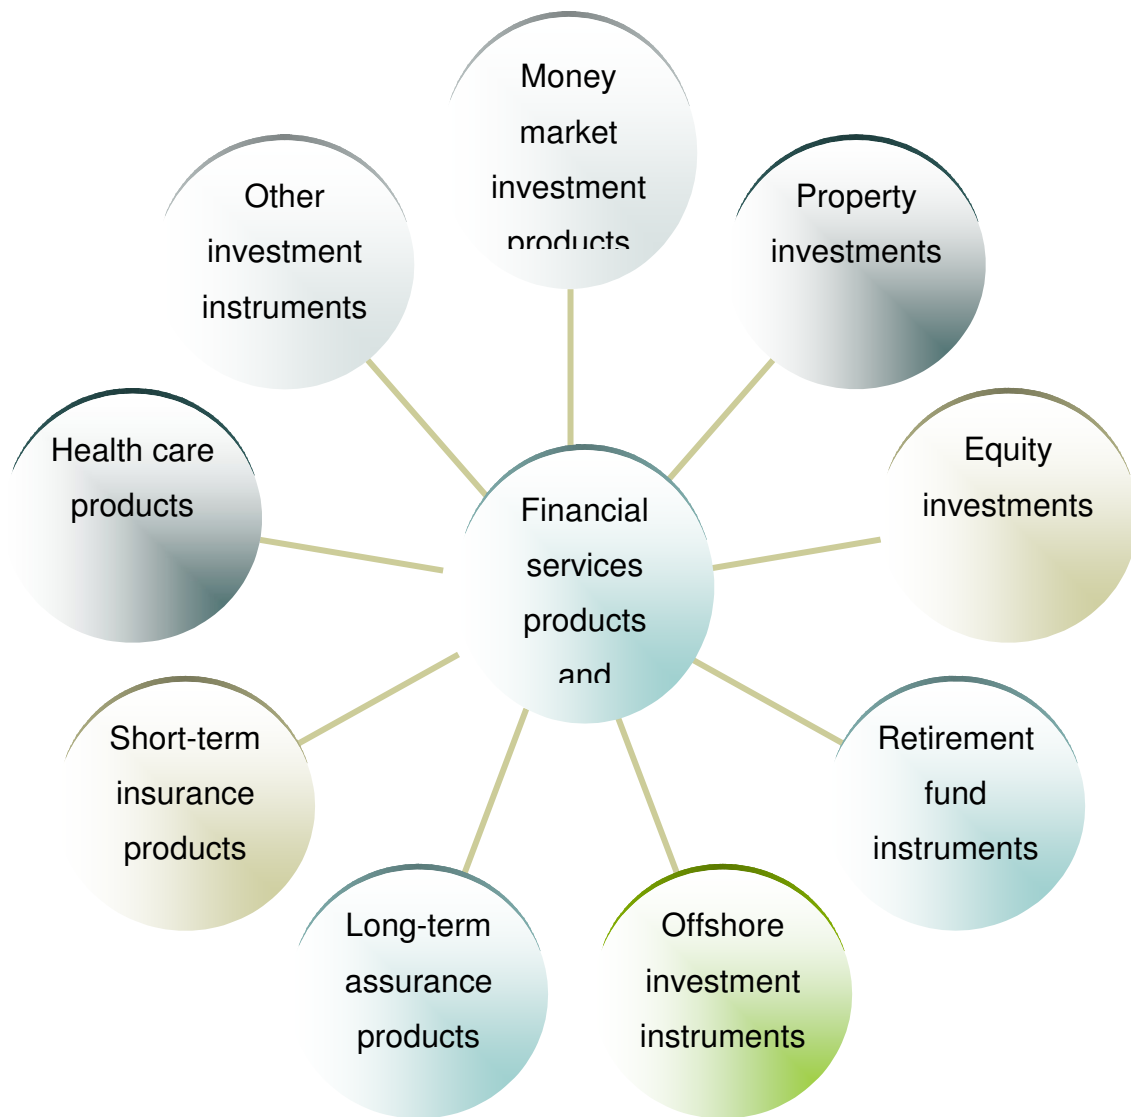 Money
market
investment
products
Property
investments
Equity
investments
Retirement
fund
instruments
Offshore
investment
instruments
Long-term
assurance
products
Short-term
insurance
products
Health care
products
Other
investment
instruments
Financial
services
products
and